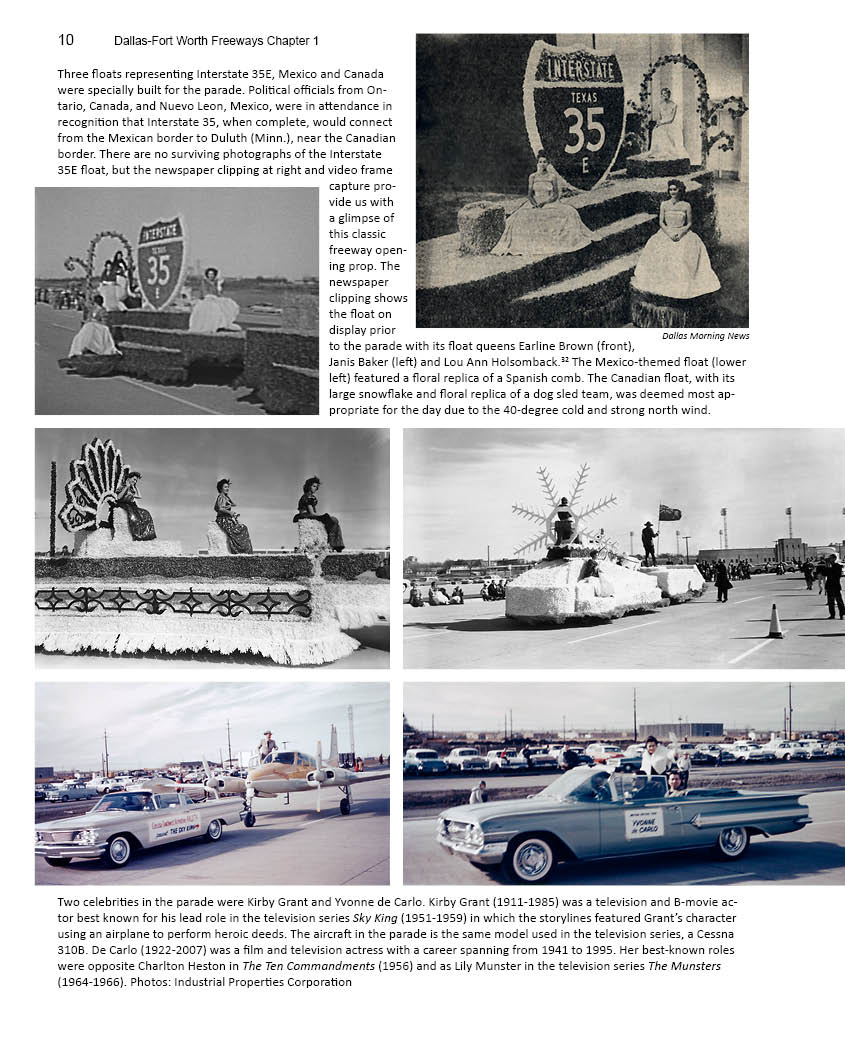 10
Dallas-Fort Worth Freeways Chapter 1
Three floats representing Interstate 35E, Mexico and Canada
were specially built for the parade. Political officials from On-
tario, Canada, and Nuevo Leon, Mexico, were in attendance in
recognition that Interstate 35, when complete, would connect
from the Mexican border to Duluth (Minn.), near the Canadian
border. There are no surviving photographs of the Interstate
35E float, but the newspaper clipping at right and video frame
capture pro-
vide us with
a glimpse of
this classic
freeway open-
ing prop. The
newspaper
clipping shows
the float on
display prior
to the parade with its float queens Earline Brown (front),
Janis Baker (left) and Lou Ann Holsomback.³² The Mexico-themed float (lower
left) featured a floral replica of a Spanish comb. The Canadian float, with its
large snowflake and floral replica of a dog sled team, was deemed most ap-
propriate for the day due to the 40-degree cold and strong north wind.
INTERSTATE
TEXAS
35
E
Dallas Morning News
INTERSTATE
TEXAS
35
E
THE SKY KING
YVONNE
de CARLO
Two celebrities in the parade were Kirby Grant and Yvonne de Carlo. Kirby Grant (1911-1985) was a television and B-movie ac-
tor best known for his lead role in the television series Sky King (1951-1959) in which the storylines featured Grant's character
using an airplane to perform heroic deeds. The aircraft in the parade is the same model used in the television series, a Cessna
310B. De Carlo (1922-2007) was a film and television actress with a career spanning from 1941 to 1995. Her best-known roles
were opposite Charlton Heston in The Ten Commandments (1956) and as Lily Munster in the television series The Munsters
(1964-1966). Photos: Industrial Properties Corporation